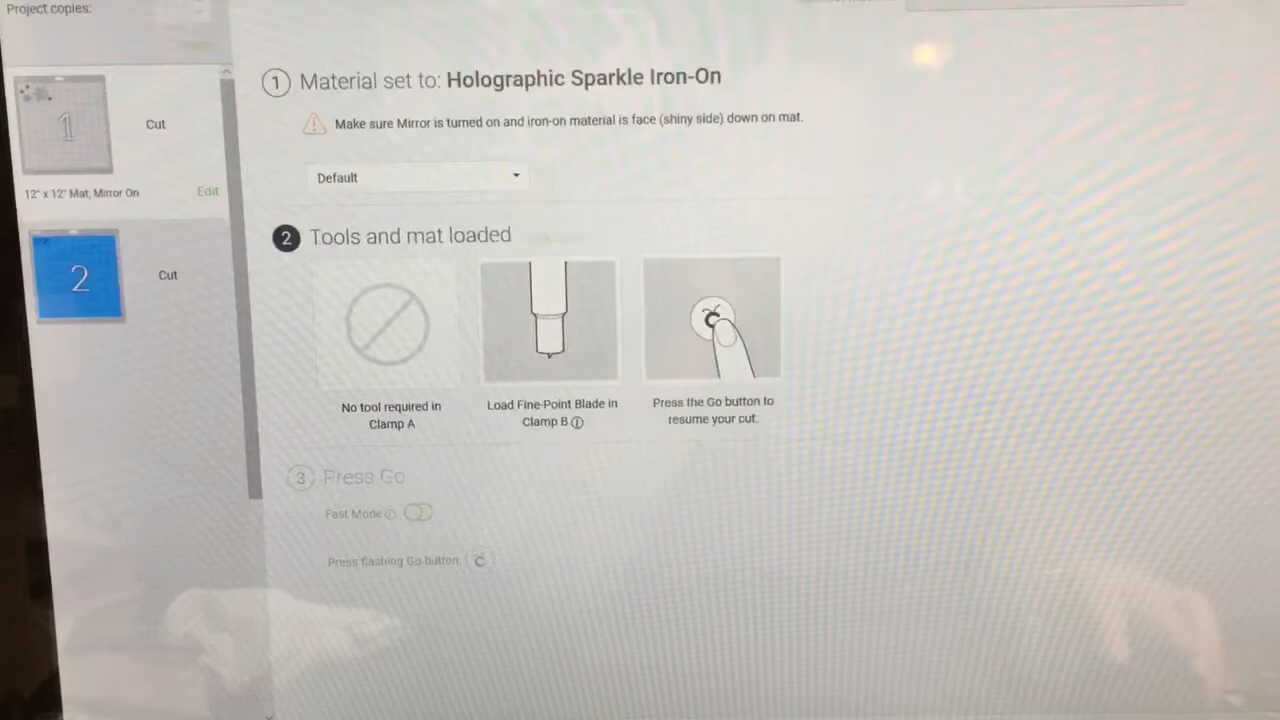 Project copies:
1
Cut
12" x 12" Mat, Mirror On
Edit
2
Cut
1 Material set to: Holographic Sparkle Iron-On
Make sure Mirror is turned on and iron-on material is face (shiny side) down on mat.
Default
2 Tools and mat loaded
No tool required in
Clamp A
Load Fine-Point Blade in
Clamp B
Press the Go button to
resume your cut.
3 Press Go
Fast Mode
Press flashing Go button: